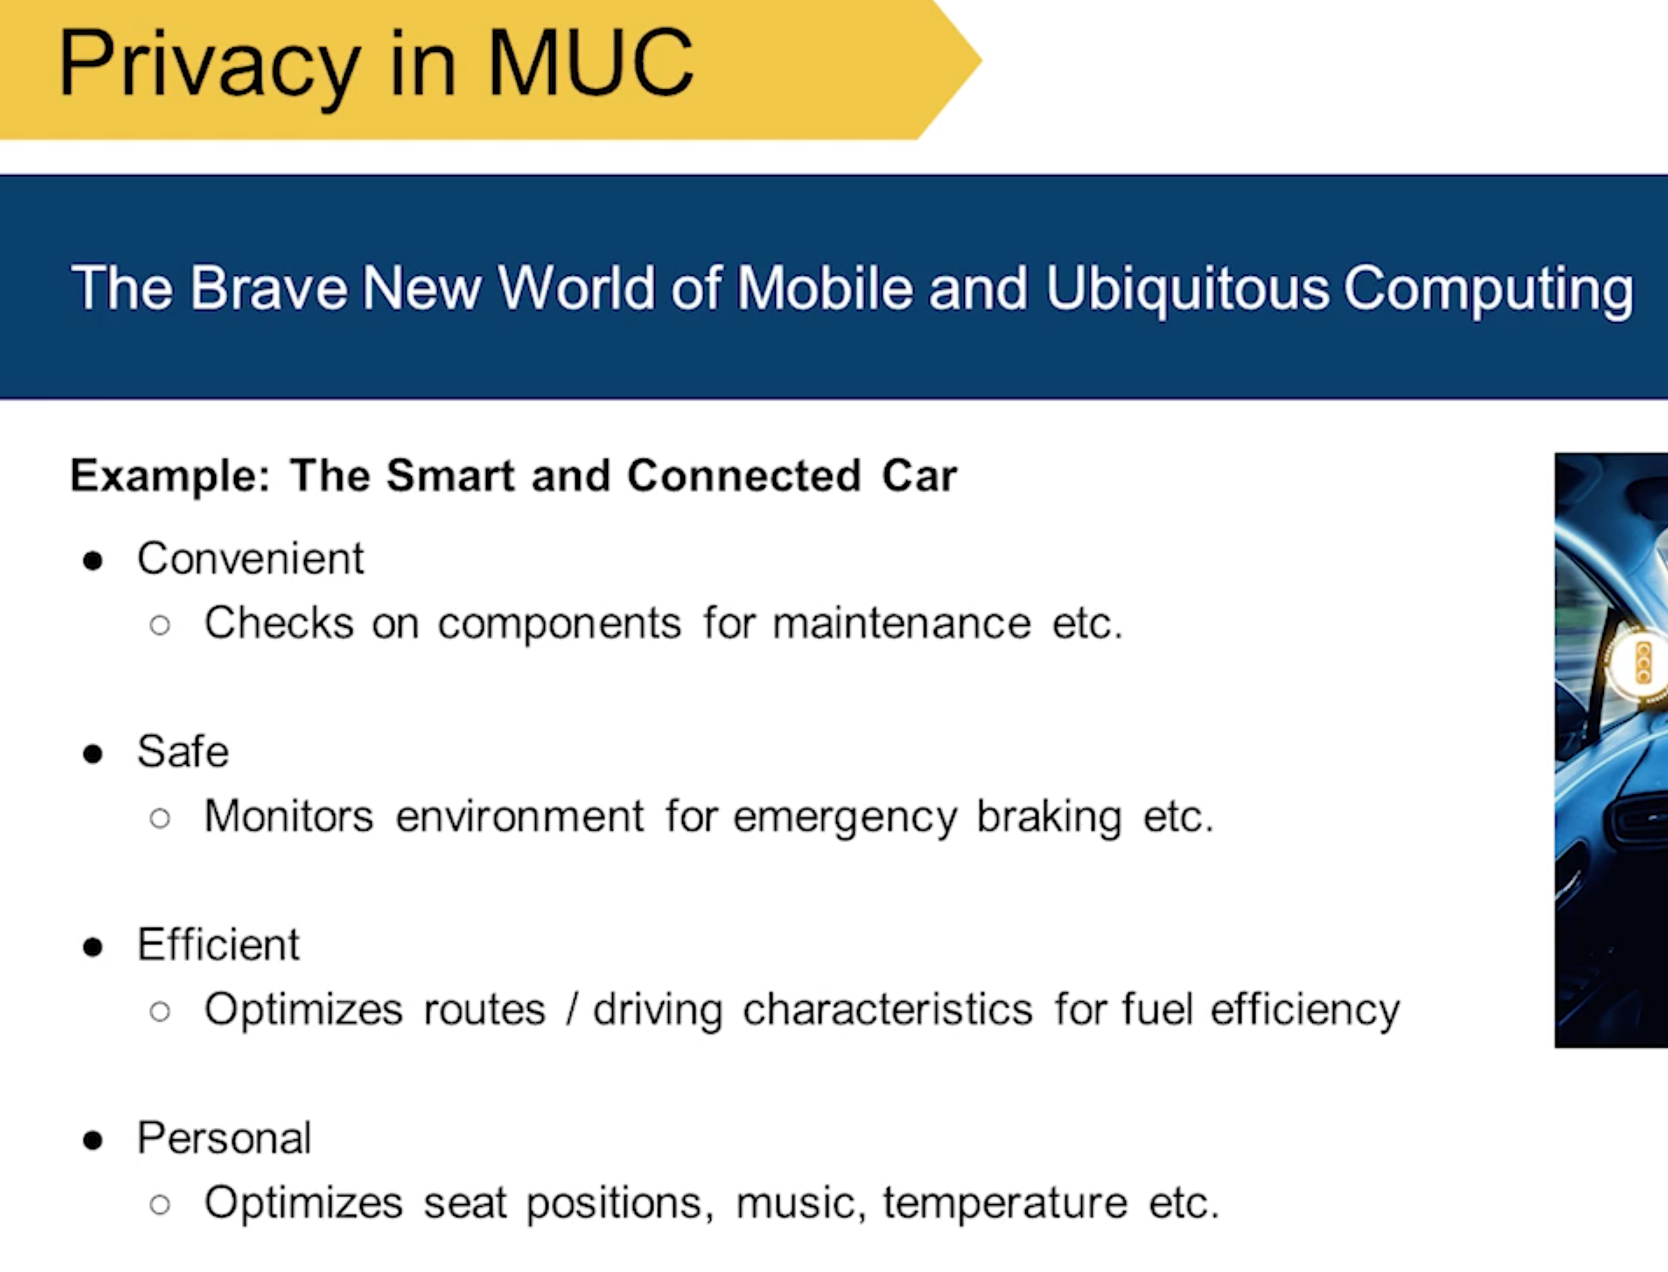 Privacy in MUC
The Brave New World of Mobile and Ubiquitous Computing
Example: The Smart and Connected Car
● Convenient
○ Checks on components for maintenance etc.
● Safe
○ Monitors environment for emergency braking etc.
● Efficient
○ Optimizes routes / driving characteristics for fuel efficiency
● Personal
○ Optimizes seat positions, music, temperature etc.